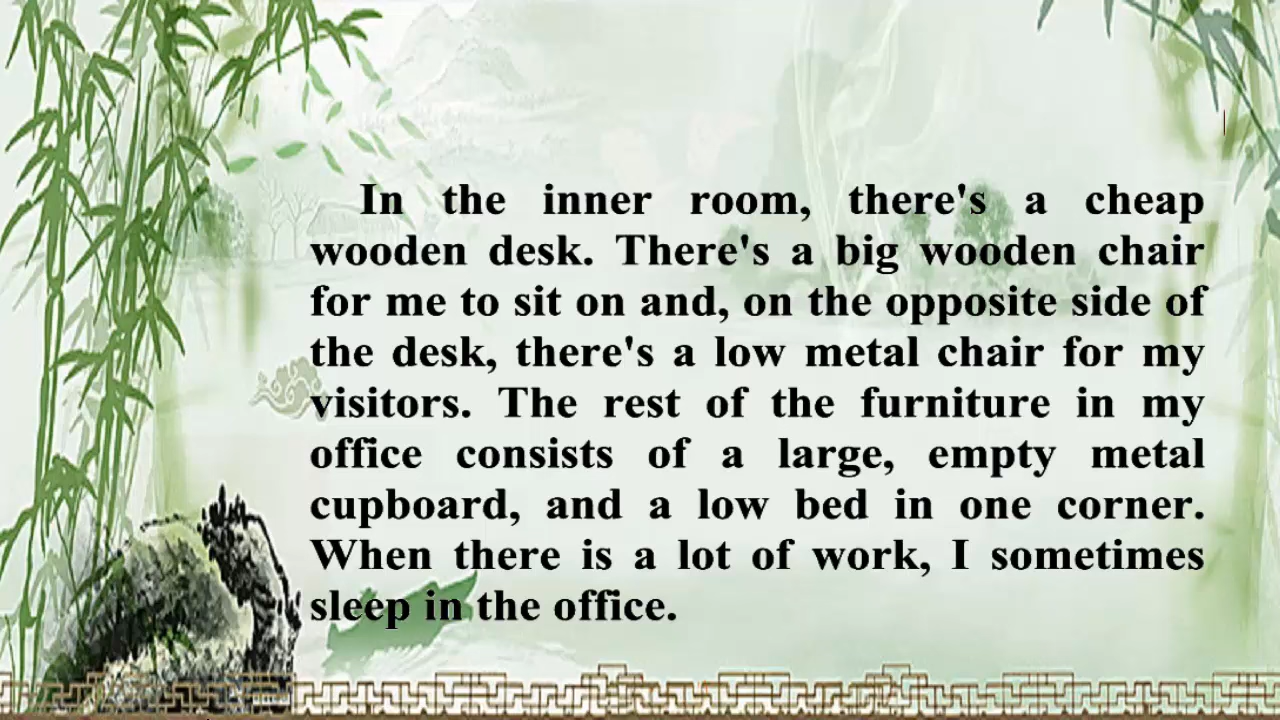 In the inner room, there's a cheap
wooden desk. There's a big wooden chair
for me to sit on and, on the opposite side of
the desk, there's a low metal chair for my
visitors. The rest of the furniture in my
office consists of a large, empty metal
cupboard, and a low bed in one corner.
When there is a lot of work, I sometimes
sleep in the office.